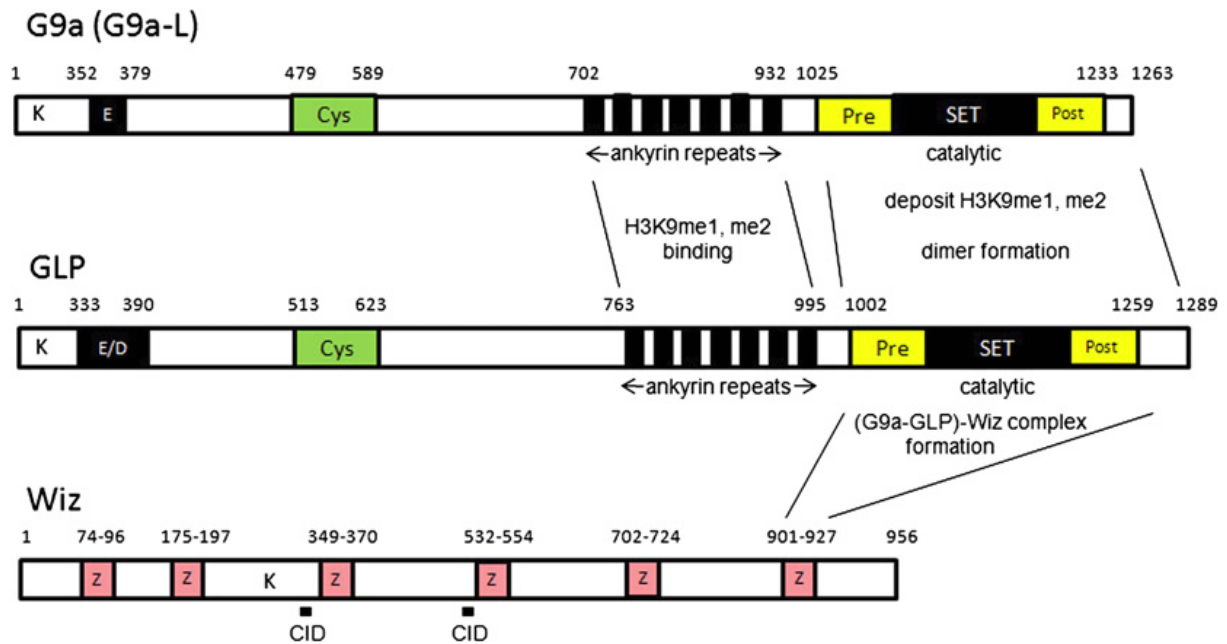 G9a (G9a-L)
1 352 379 479 589 702 932 1025 1233 1263
K E Cys Pre SET Post
←ankyrin repeats→ catalytic
deposit H3K9me1, me2
H3K9me1, me2
binding
dimer formation
GLP
1 333 390 513 623 763 995 1002 1259 1289
K E/D Cys Pre SET Post
←ankyrin repeats→ catalytic
(G9a-GLP)-Wiz complex
formation
Wiz
1 74-96 175-197 349-370 532-554 702-724 901-927 956
Z Z K Z Z Z Z
CID CID